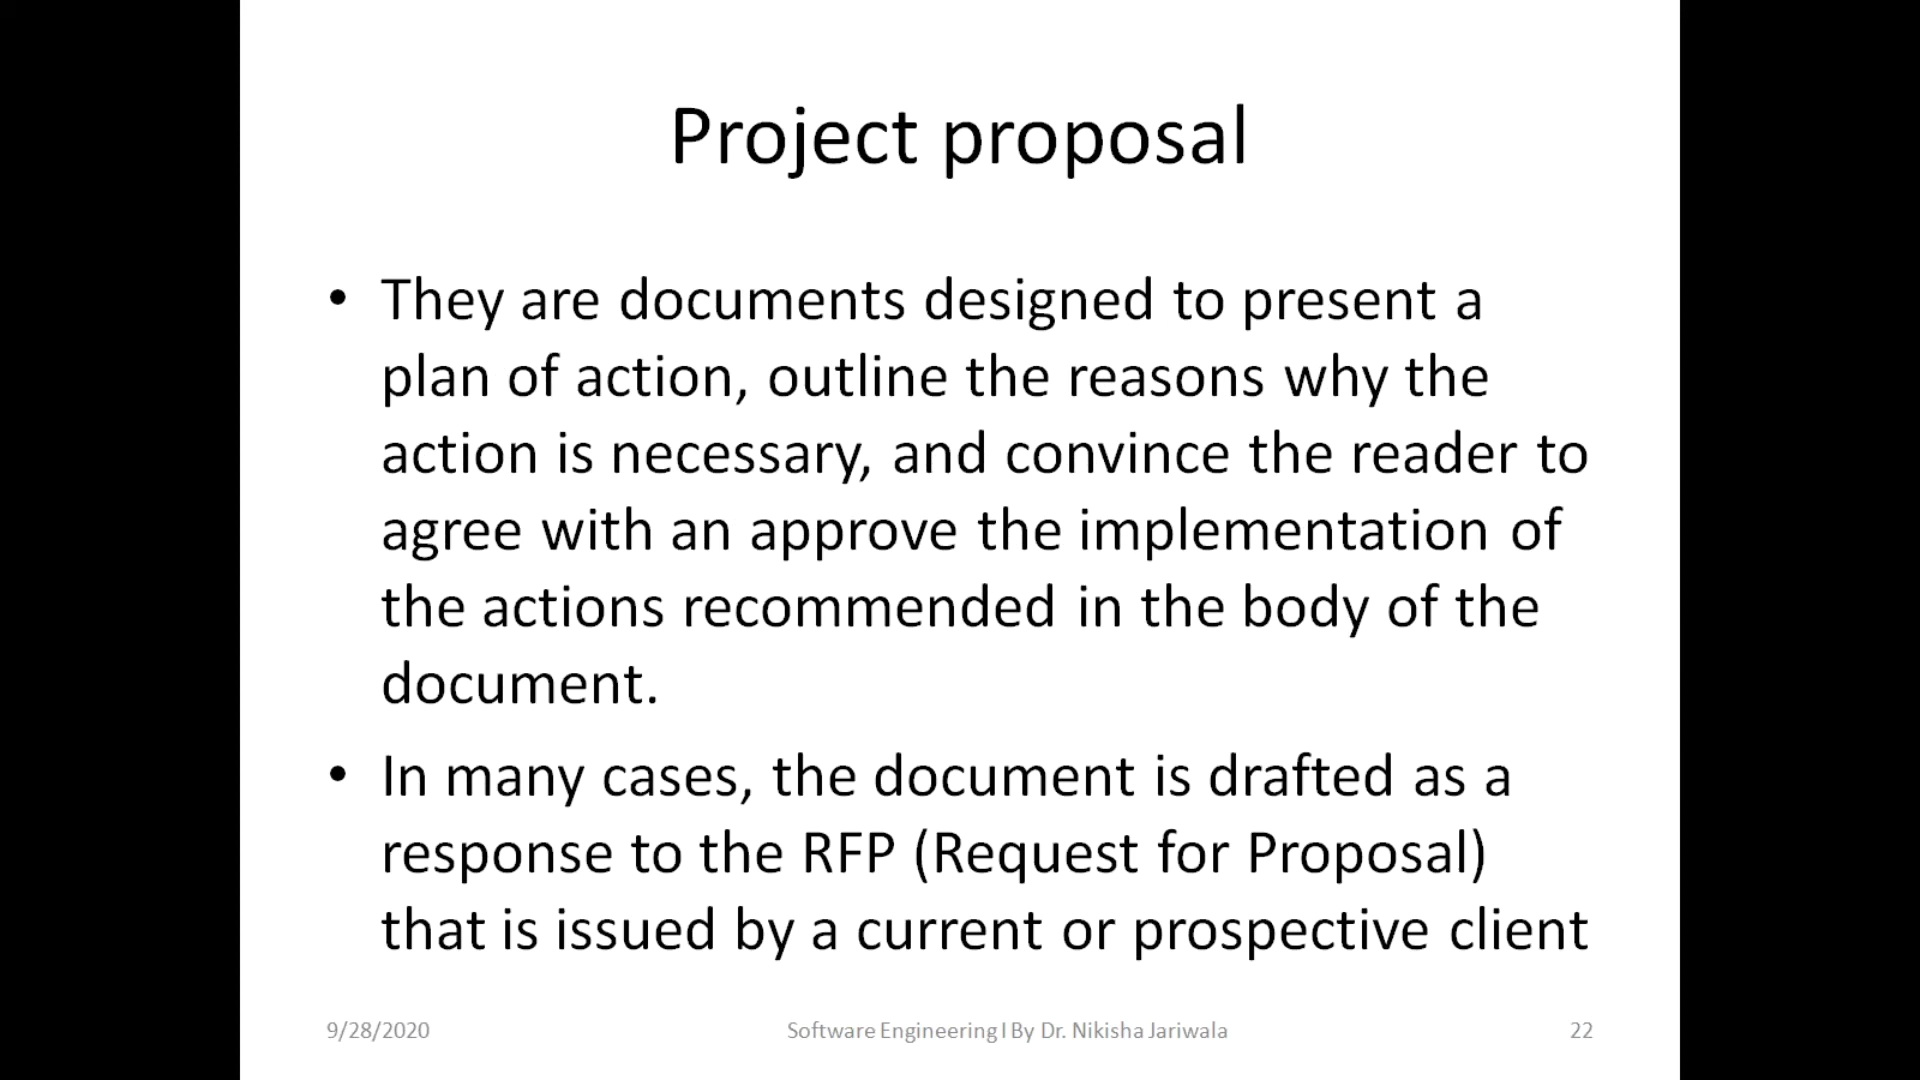 Project proposal
• They are documents designed to present a
plan of action, outline the reasons why the
action is necessary, and convince the reader to
agree with an approve the implementation of
the actions recommended in the body of the
document.
• In many cases, the document is drafted as a
response to the RFP (Request for Proposal)
that is issued by a current or prospective client
9/28/2020 Software Engineering I By Dr. Nikisha Jariwala 22